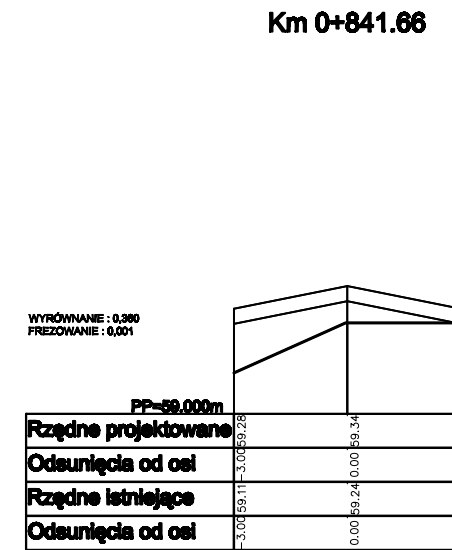 Km 0+841.66
WYRÓWNANIE : 0,360
FREZOWANIE : 0,001
PP=59.000m
Rzędne projektowane 59.28 59.34
Odsunięcia od osi -3.00 0.00
Rzędne istniejące 59.11 59.24
Odsunięcia od osi -3.00 0.00